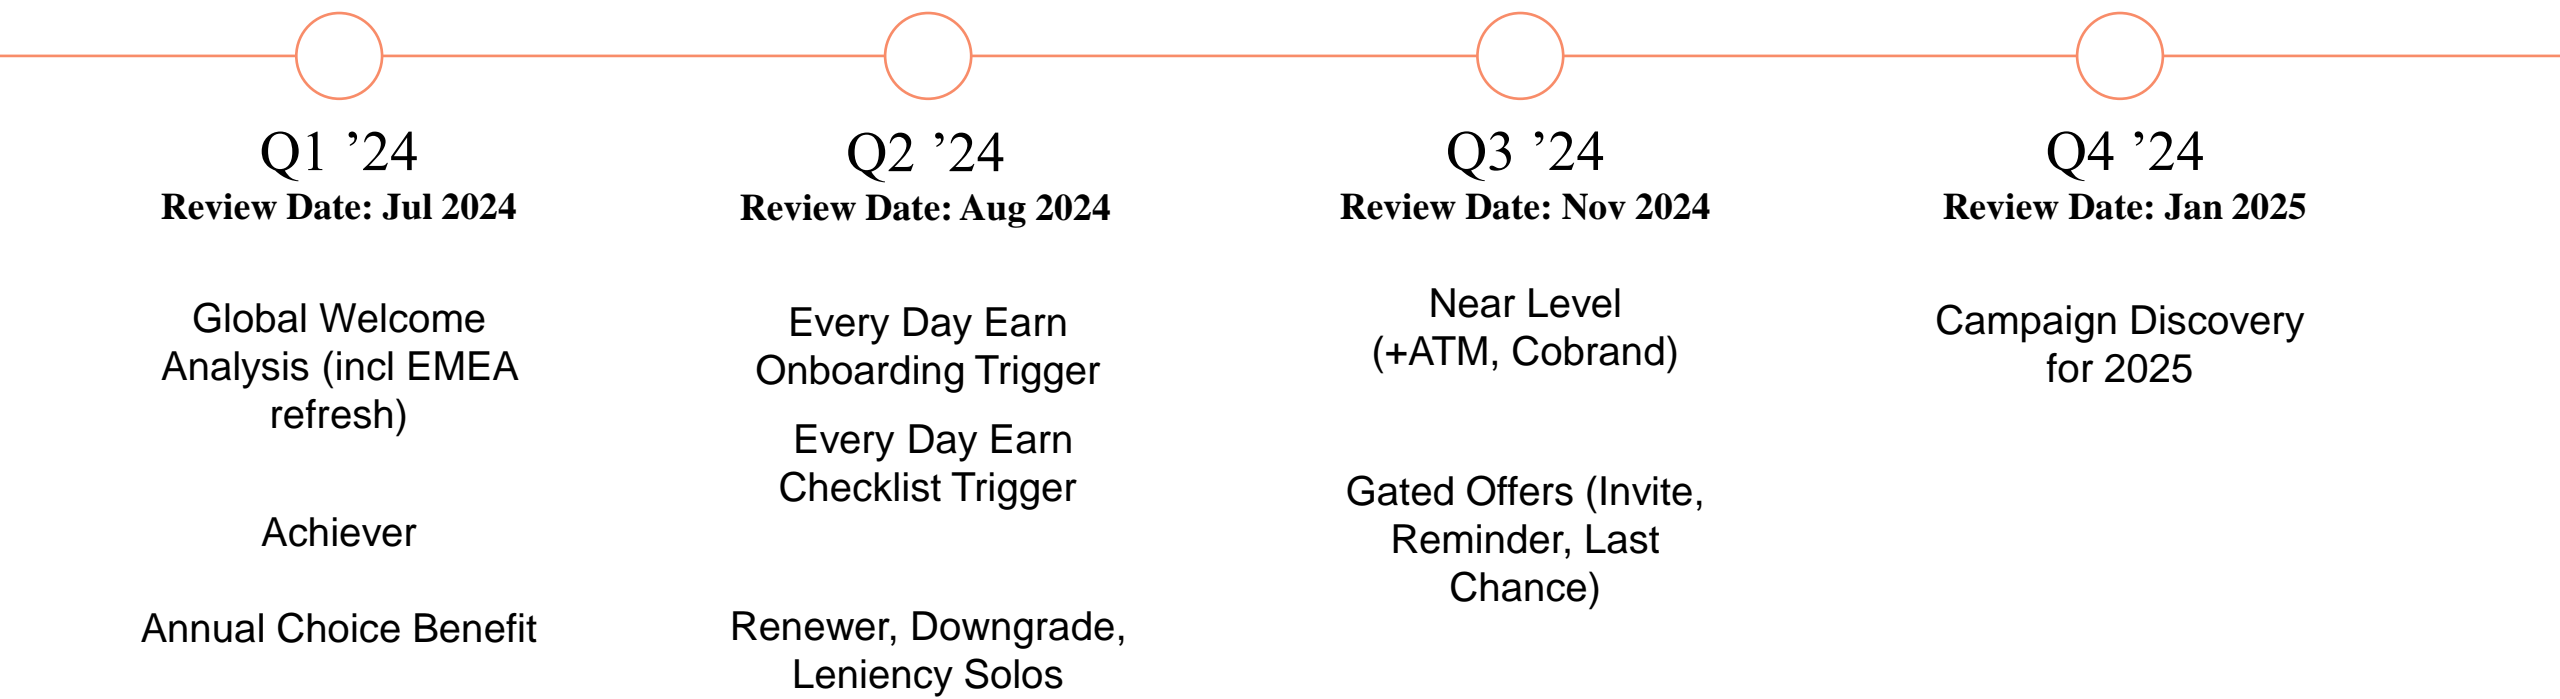 Q1 ’24
Review Date: Jul 2024
Global Welcome
Analysis (incl EMEA
refresh)
Achiever
Annual Choice Benefit
Q2 ’24
Review Date: Aug 2024
Every Day Earn
Onboarding Trigger
Every Day Earn
Checklist Trigger
Renewer, Downgrade,
Leniency Solos
Q3 ’24
Review Date: Nov 2024
Near Level
(+ATM, Cobrand)
Gated Offers (Invite,
Reminder, Last
Chance)
Q4 ’24
Review Date: Jan 2025
Campaign Discovery
for 2025